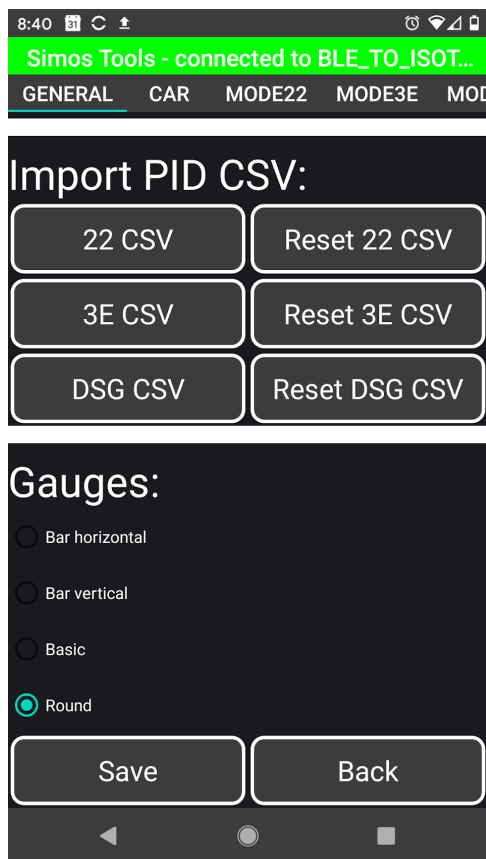 8:40 31
Simos Tools - connected to BLE_TO_ISOT...
GENERAL CAR MODE22 MODE3E MOD
Import PID CSV:
22 CSV Reset 22 CSV
3E CSV Reset 3E CSV
DSG CSV Reset DSG CSV
Gauges:
Bar horizontal
Bar vertical
Basic
Round
Save Back